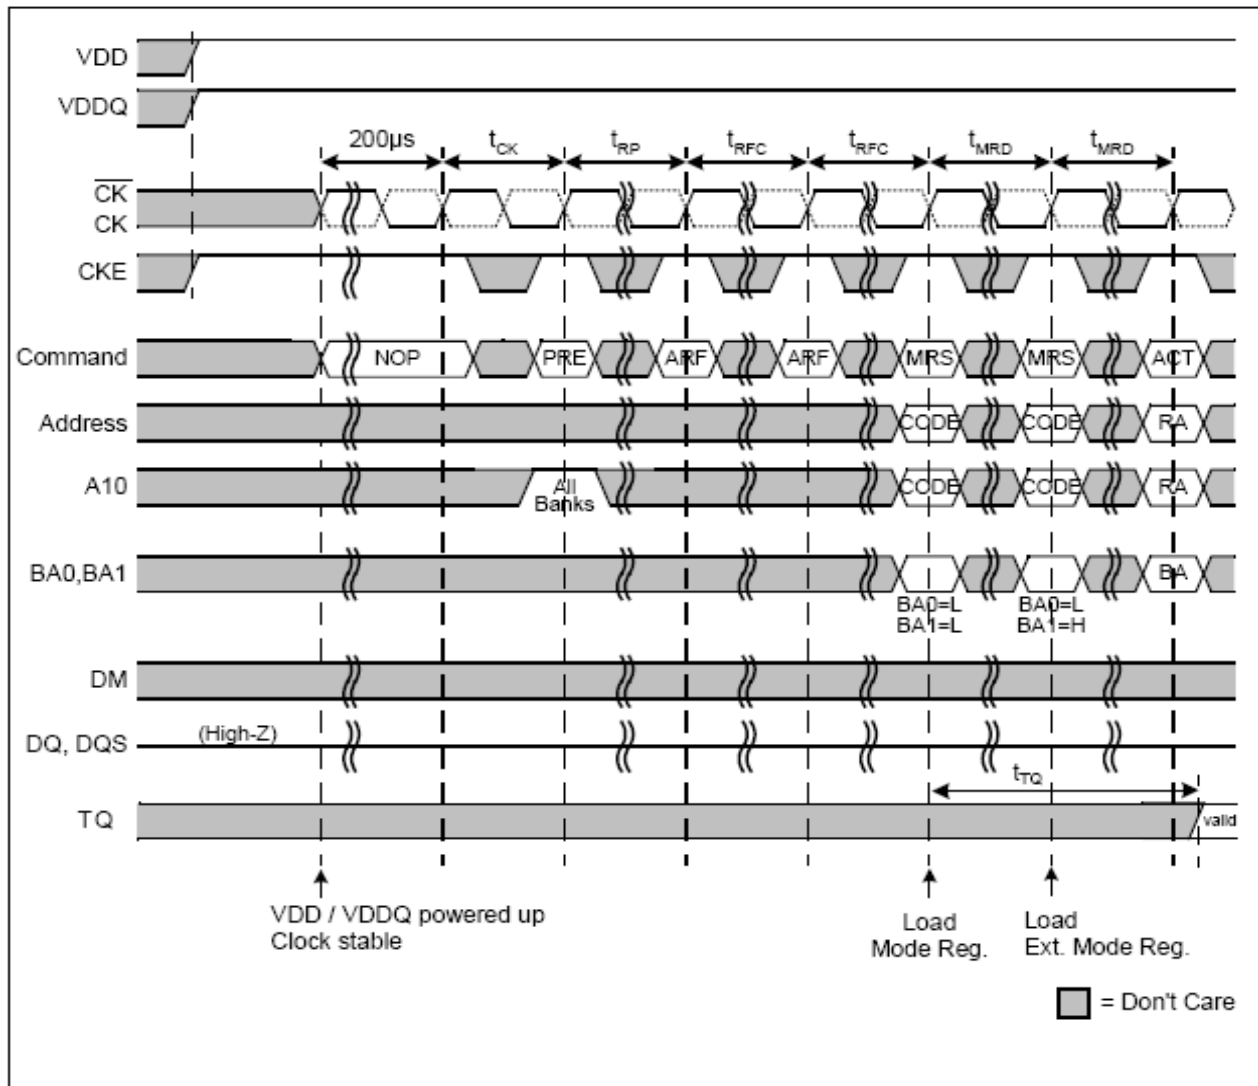 VDD
VDDQ
200µs tCK tRP tRFC tRFC tMRD tMRD
CK
CK
CKE
Command NOP PRE ARF ARF MRS MRS ACT
Address CODE CODE RA
A10 All Banks CODE CODE RA
BA0,BA1 BA
BA0=L BA0=L
BA1=L BA1=H
DM
DQ, DQS (High-Z)
tTQ
TQ valid
VDD / VDDQ powered up
Clock stable
Load
Mode Reg.
Load
Ext. Mode Reg.
= Don't Care